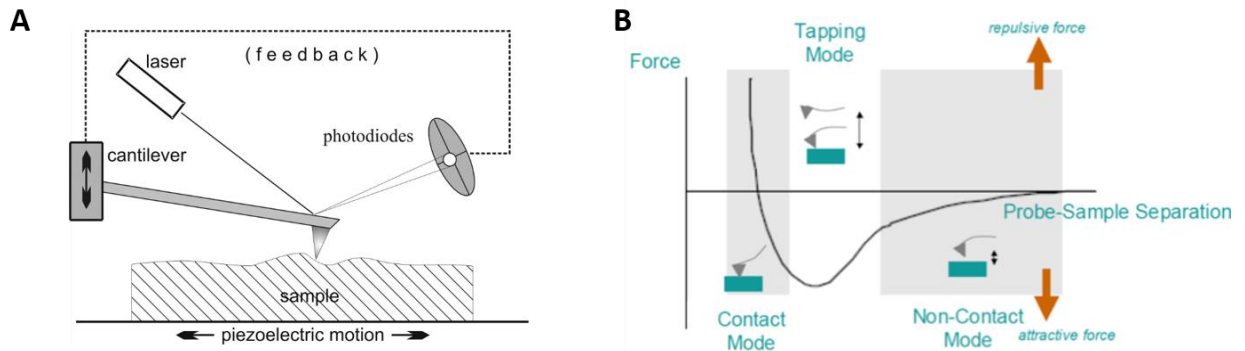 A
(feedback)
laser
photodiodes
cantilever
sample
piezoelectric motion
B
Tapping
Mode
repulsive force
Force
Probe-Sample Separation
Contact
Mode
Non-Contact
Mode
attractive force